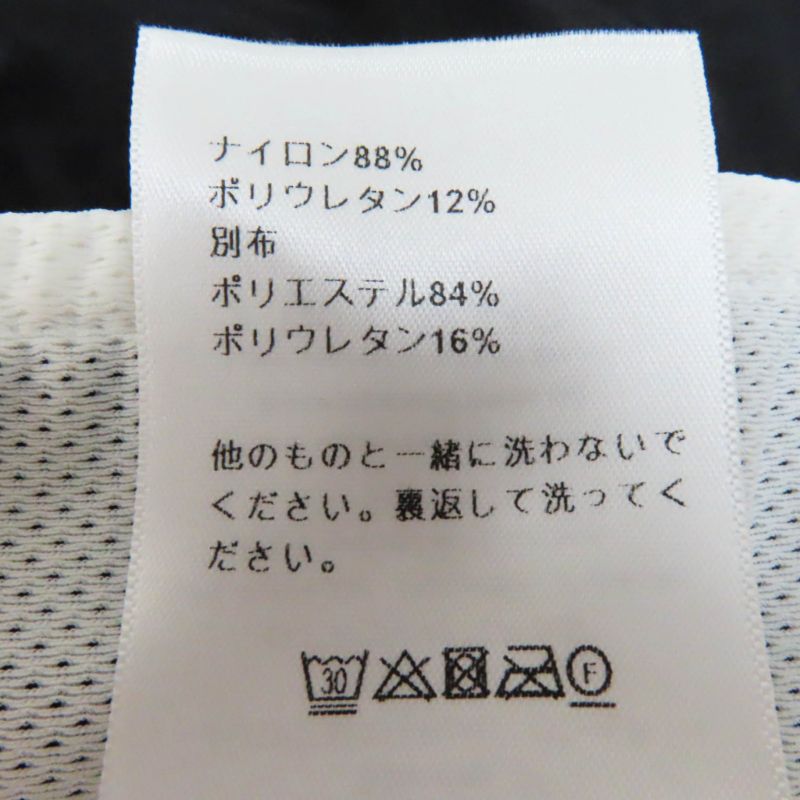 ナイロン88%
ポリウレタン12%
別布
ポリエステル84%
ポリウレタン16%
他のものと一緒に洗わないで
ください。裏返して洗ってく
ださい。
30 F